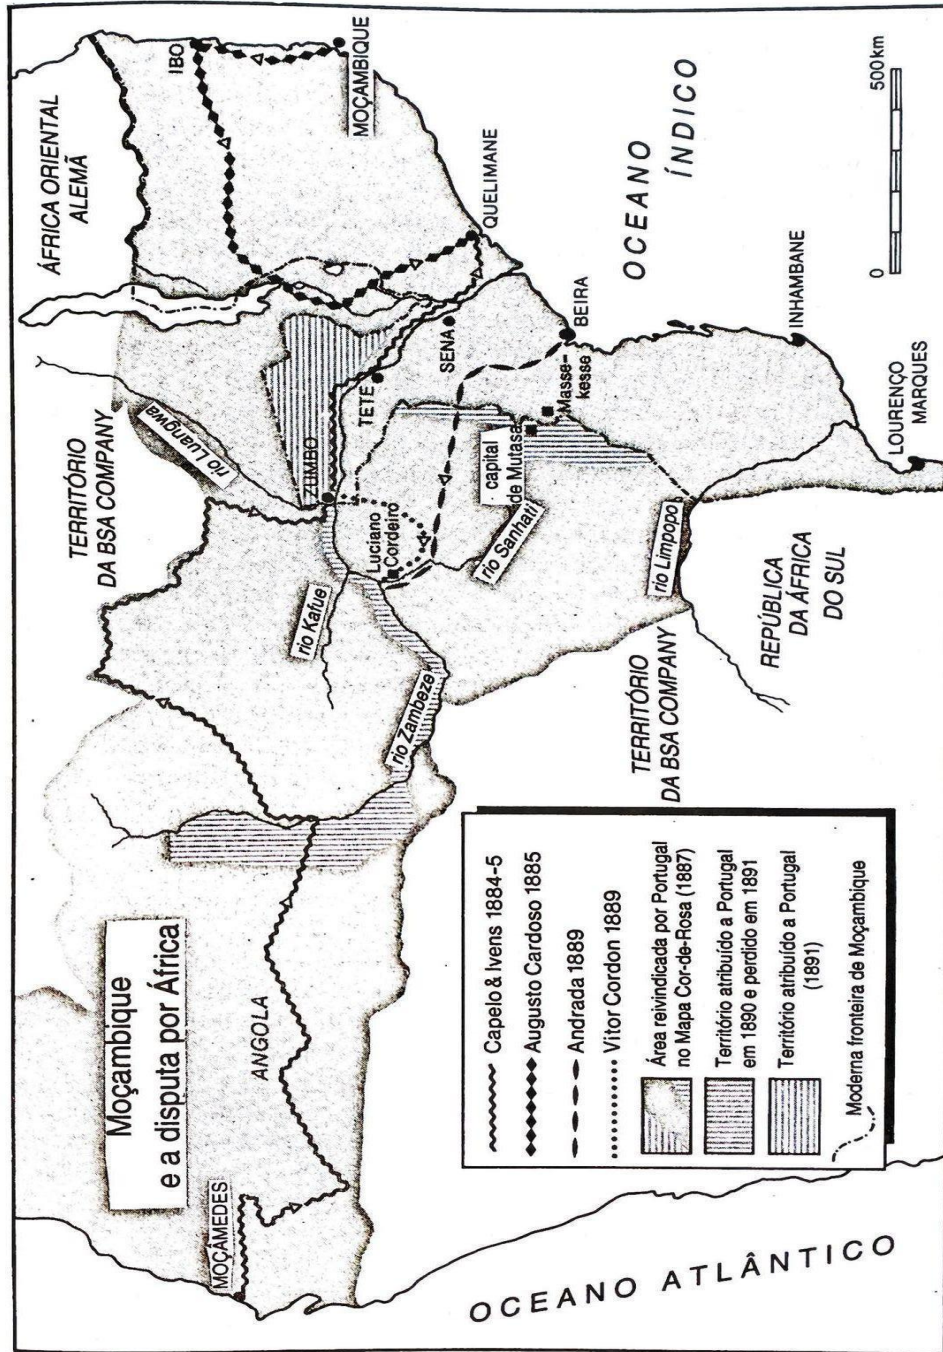 Moçambique
e a disputa por África
MOÇÂMEDES
ANGOLA
TERRITÓRIO
DA BSA COMPANY
rio Luangwa
ÁFRICA ORIENTAL
ALEMÃ
IBO
MOÇAMBIQUE
ZUMBO
TETE
SENA
QUELIMANE
rio Kafue
Luciano
Cordeiro
rio Zambeze
rio Sanhati
capital
de Mutasa
Masse-
kesse
BEIRA
OCEANO
ÍNDICO
rio Limpopo
TERRITÓRIO
DA BSA COMPANY
REPÚBLICA
DA ÁFRICA
DO SUL
INHAMBANE
LOURENÇO
MARQUES
0
500km
Capelo & Ivens 1884-5
Augusto Cardoso 1885
Andrada 1889
Vitor Cordon 1889
Área reivindicada por Portugal
no Mapa Cor-de-Rosa (1887)
Território atribuído a Portugal
em 1890 e perdido em 1891
Território atribuído a Portugal
(1891)
Moderna fronteira de Moçambique
OCEANO ATLÂNTICO